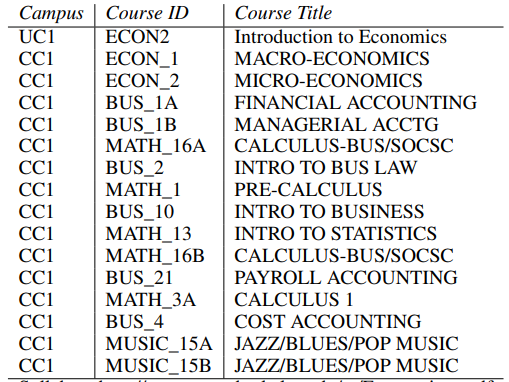 Campus Course ID Course Title
UC1 ECON2 Introduction to Economics
CC1 ECON_1 MACRO-ECONOMICS
CC1 ECON_2 MICRO-ECONOMICS
CC1 BUS_1A FINANCIAL ACCOUNTING
CC1 BUS_1B MANAGERIAL ACCTG
CC1 MATH_16A CALCULUS-BUS/SOCSC
CC1 BUS_2 INTRO TO BUS LAW
CC1 MATH_1 PRE-CALCULUS
CC1 BUS_10 INTRO TO BUSINESS
CC1 MATH_13 INTRO TO STATISTICS
CC1 MATH_16B CALCULUS-BUS/SOCSC
CC1 BUS_21 PAYROLL ACCOUNTING
CC1 MATH_3A CALCULUS 1
CC1 BUS_4 COST ACCOUNTING
CC1 MUSIC_15A JAZZ/BLUES/POP MUSIC
CC1 MUSIC_15B JAZZ/BLUES/POP MUSIC